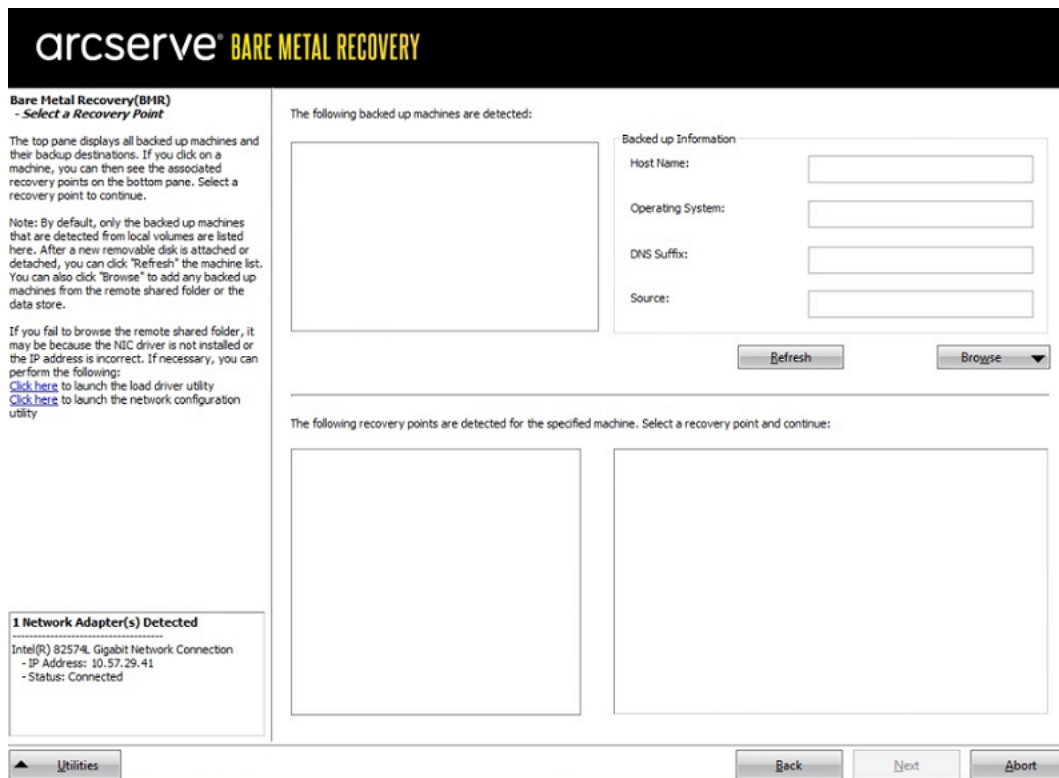 arcserve® BARE METAL RECOVERY
Bare Metal Recovery(BMR)
- Select a Recovery Point
The top pane displays all backed up machines and
their backup destinations. If you click on a
machine, you can then see the associated
recovery points on the bottom pane. Select a
recovery point to continue.
Note: By default, only the backed up machines
that are detected from local volumes are listed
here. After a new removable disk is attached or
detached, you can click "Refresh" the machine list.
You can also click "Browse" to add any backed up
machines from the remote shared folder or the
data store.
If you fail to browse the remote shared folder, it
may be because the NIC driver is not installed or
the IP address is incorrect. If necessary, you can
perform the following:
Click here to launch the load driver utility
Click here to launch the network configuration
utility
1 Network Adapter(s) Detected
------------------------------------
Intel(R) 82574L Gigabit Network Connection
- IP Address: 10.57.29.41
- Status: Connected
The following backed up machines are detected:
Backed up Information
Host Name:
Operating System:
DNS Suffix:
Source:
Refresh
Browse
The following recovery points are detected for the specified machine. Select a recovery point and continue:
Utilities
Back
Next
Abort